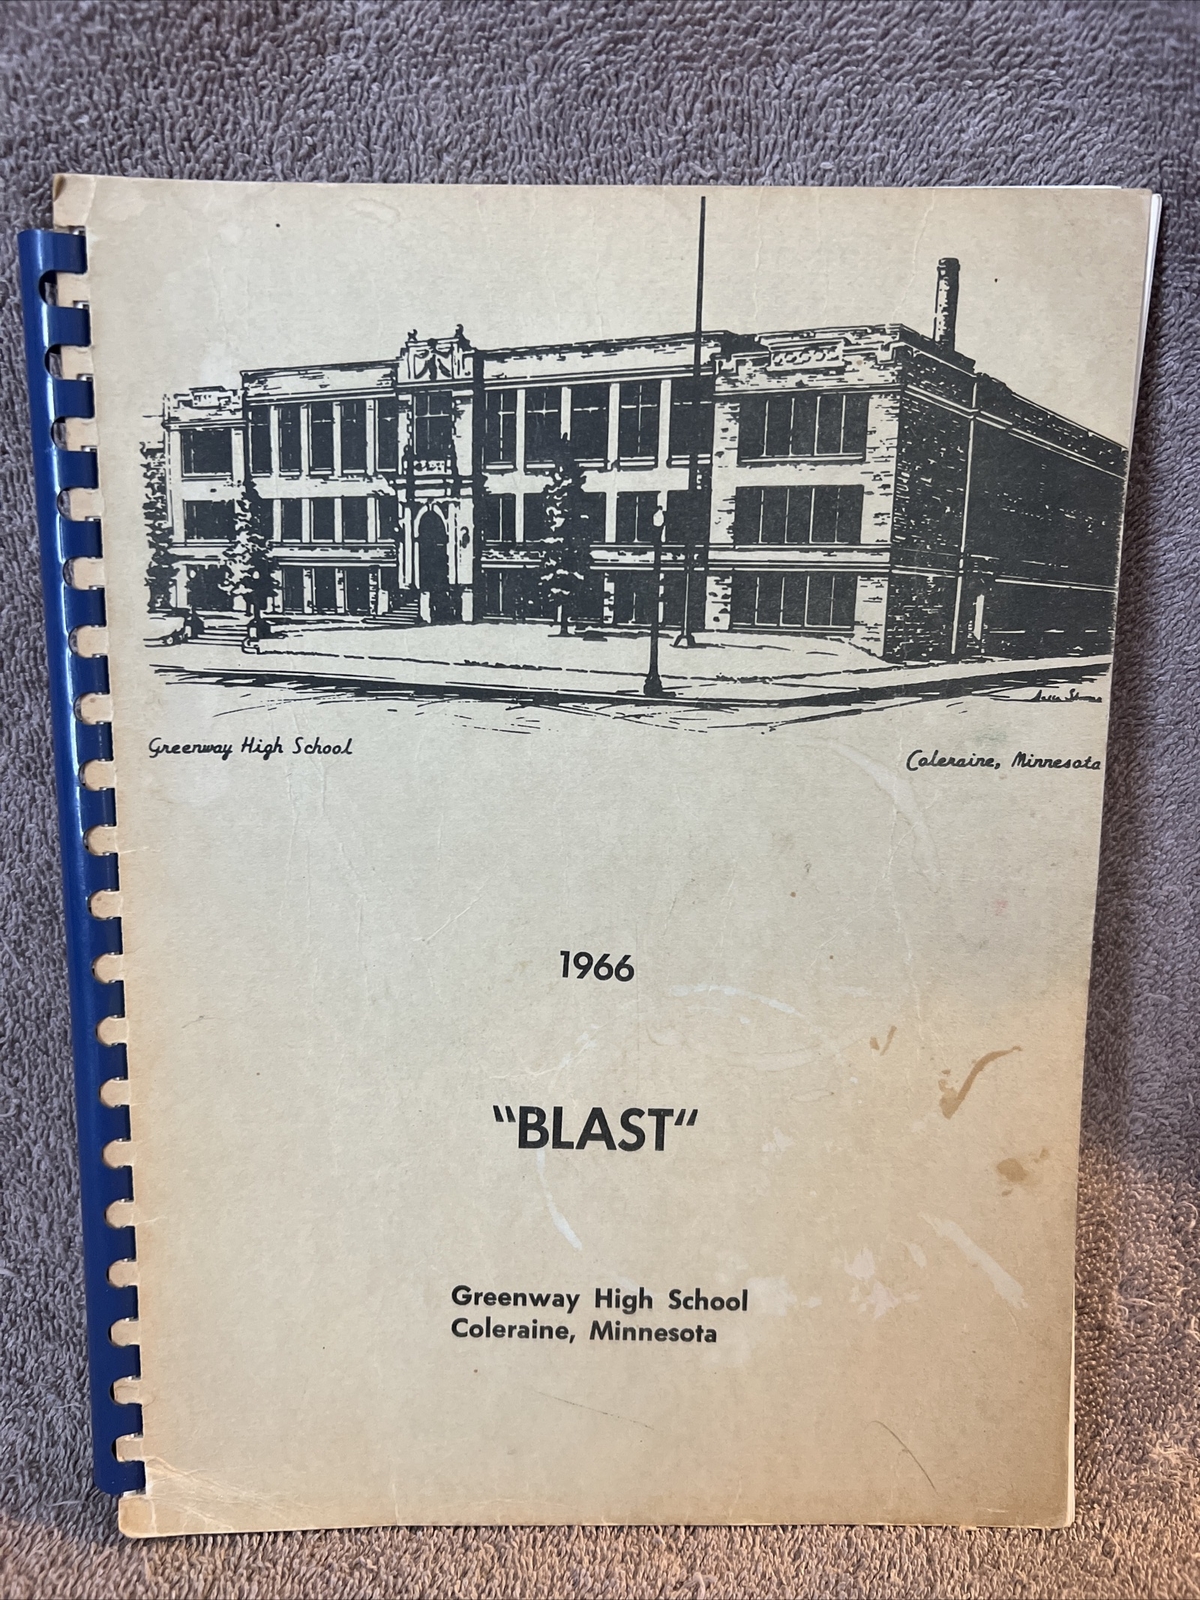 Greenway High School
Coleraine, Minnesota
1966
"BLAST"
Greenway High School
Coleraine, Minnesota